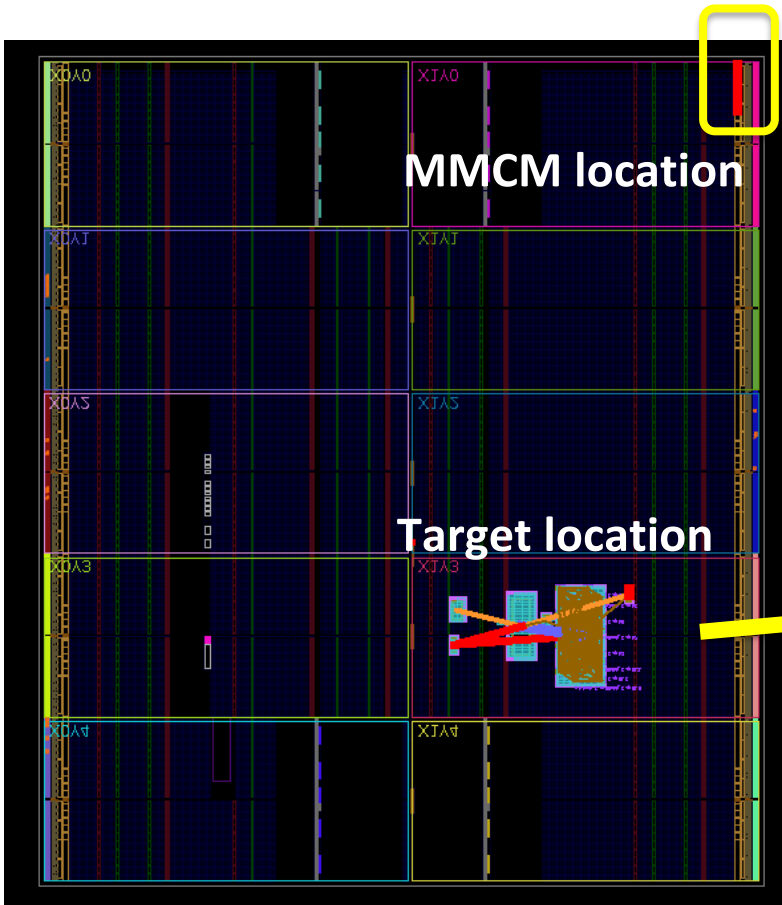 X0Y0 X1Y0
MMCM location
X0Y1 X1Y1
X0Y2 X1Y2
Target location
X0Y3 X1Y3
X0Y4 X1Y4